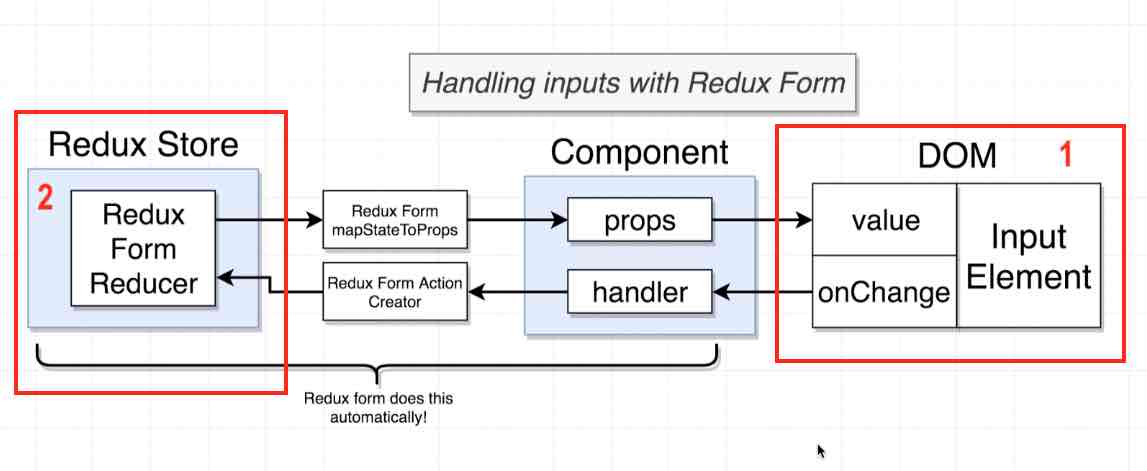 Handling inputs with Redux Form
Redux Store
2
Redux
Form
Reducer
Redux Form
mapStateToProps
Redux Form Action
Creator
Component
props
handler
DOM
1
value
onChange
Input
Element
Redux form does this
automatically!